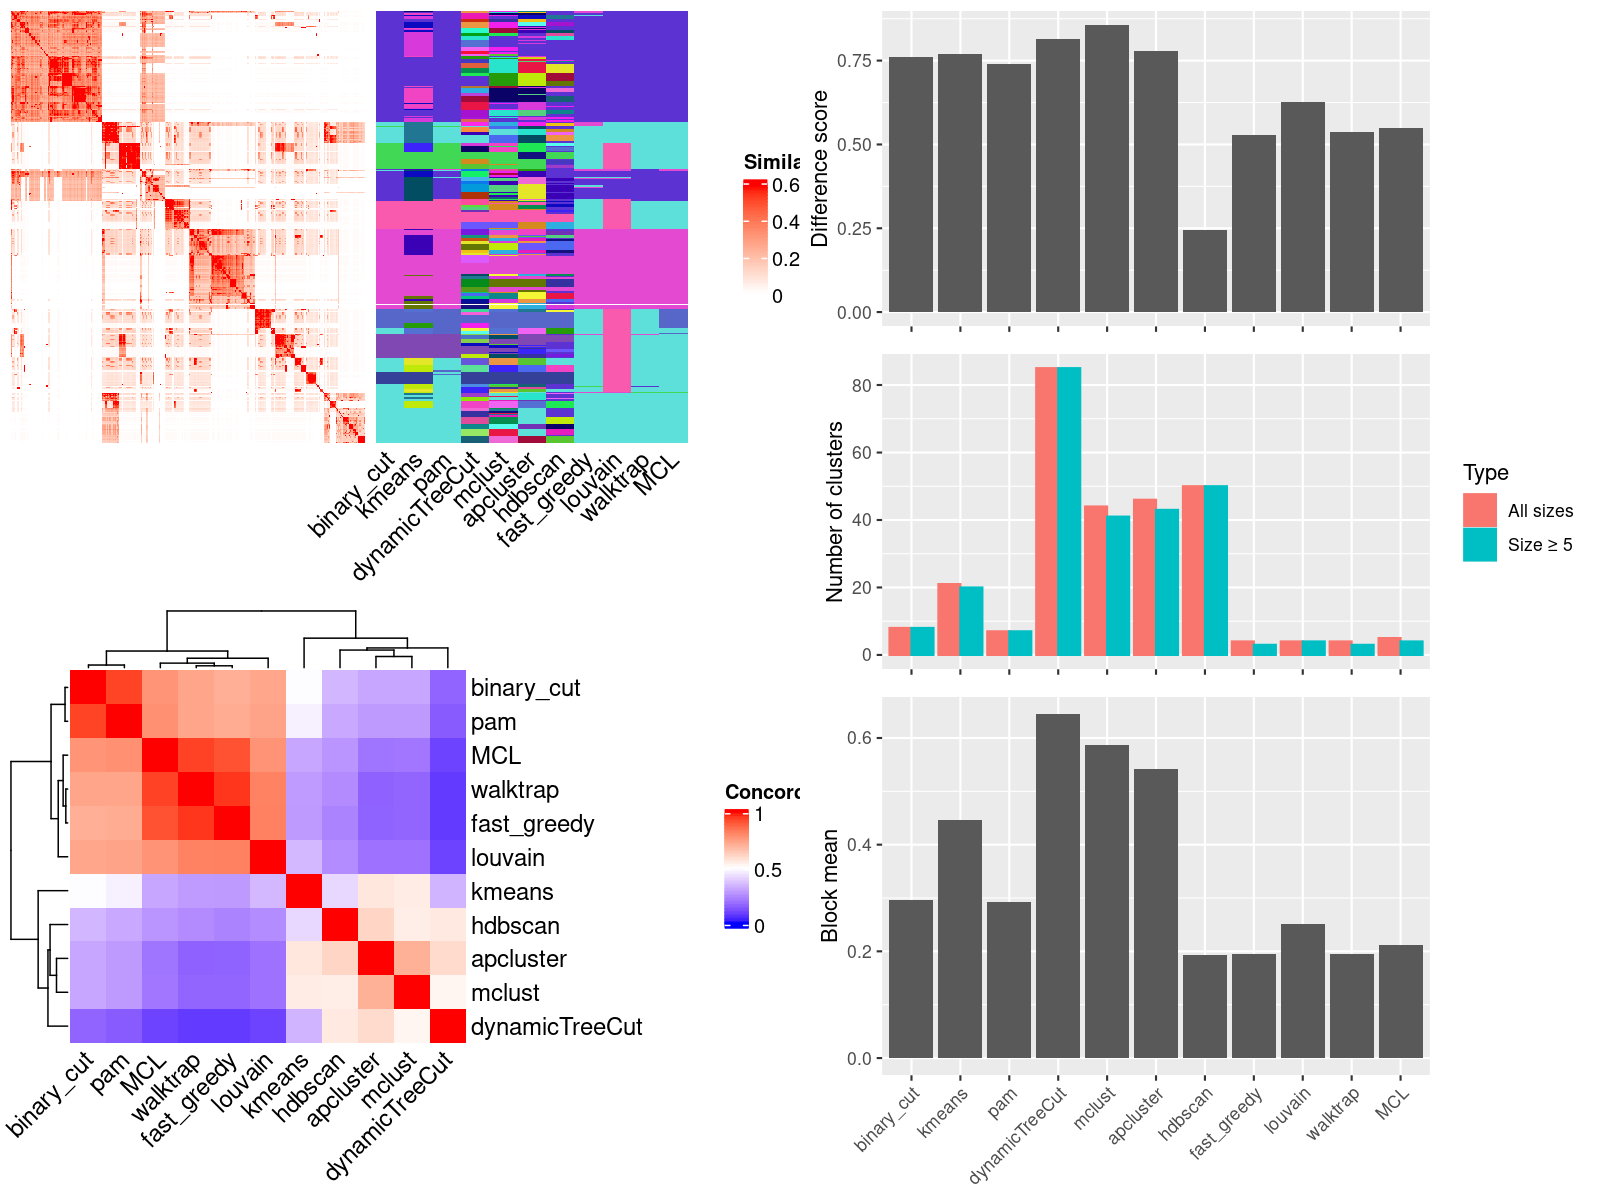 Simila
0.6
0.4
0.2
0
binary_cut
kmeans
pam
dynamicTreeCut
mclust
apcluster
hdbscan
fast_greedy
louvain
walktrap
MCL
binary_cut
pam
MCL
walktrap
fast_greedy
louvain
kmeans
hdbscan
apcluster
mclust
dynamicTreeCut
binary_cut
pam
MCL
walktrap
fast_greedy
louvain
kmeans
hdbscan
apcluster
mclust
dynamicTreeCut
Concord
1
0.5
0
Difference score
0.75
0.50
0.25
0.00
Number of clusters
80
60
40
20
0
Type
All sizes
Size ≥ 5
Block mean
0.6
0.4
0.2
0.0
binary_cut
kmeans
pam
dynamicTreeCut
mclust
apcluster
hdbscan
fast_greedy
louvain
walktrap
MCL